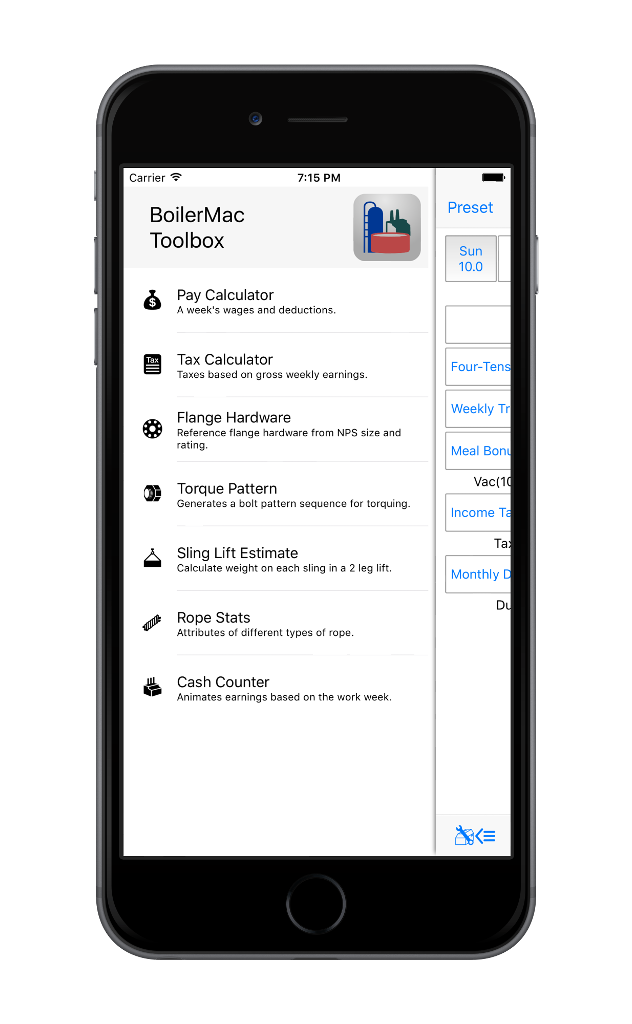 Carrier
7:15 PM
BoilerMac
Toolbox
Pay Calculator
A week's wages and deductions.
Tax
Tax Calculator
Taxes based on gross weekly earnings.
Flange Hardware
Reference flange hardware from NPS size and
rating.
Torque Pattern
Generates a bolt pattern sequence for torquing.
Sling Lift Estimate
Calculate weight on each sling in a 2 leg lift.
Rope Stats
Attributes of different types of rope.
Cash Counter
Animates earnings based on the work week.
Preset
Sun
10.0
Four-Tens
Weekly Tr
Meal Bonu
Vac(10
Income Ta
Tax
Monthly D
Du